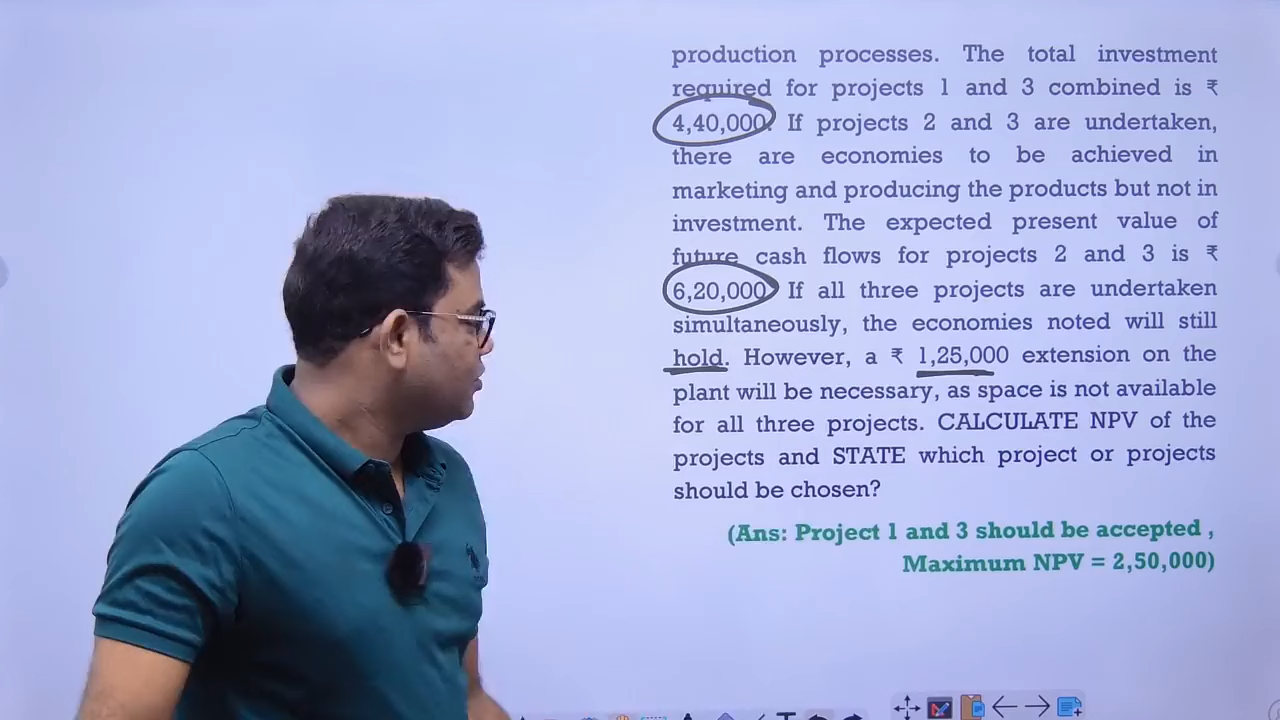 production processes. The total investment
required for projects 1 and 3 combined is ₹
4,40,000. If projects 2 and 3 are undertaken,
there are economies to be achieved in
marketing and producing the products but not in
investment. The expected present value of
future cash flows for projects 2 and 3 is ₹
6,20,000. If all three projects are undertaken
simultaneously, the economies noted will still
hold. However, a ₹ 1,25,000 extension on the
plant will be necessary, as space is not available
for all three projects. CALCULATE NPV of the
projects and STATE which project or projects
should be chosen?
(Ans: Project 1 and 3 should be accepted ,
Maximum NPV = 2,50,000)